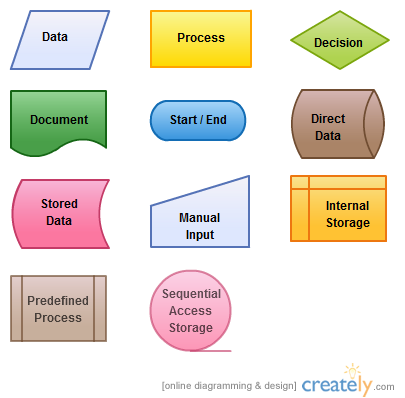 Data
Process
Decision
Document
Start / End
Direct
Data
Stored
Data
Manual
Input
Internal
Storage
Predefined
Process
Sequential
Access
Storage
[online diagramming & design] creately.com